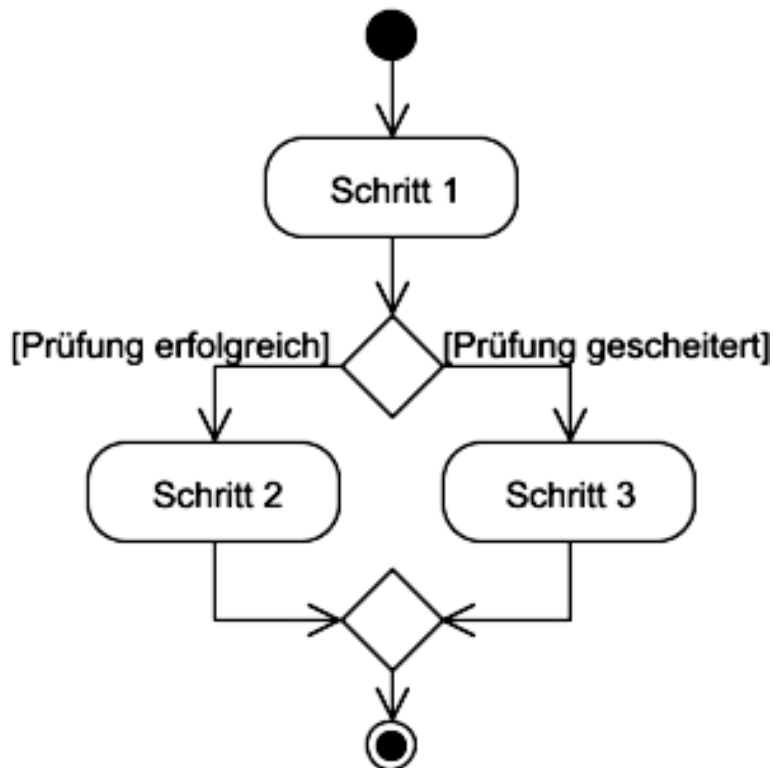 Schritt 1
[Prüfung erfolgreich]
[Prüfung gescheitert]
Schritt 2
Schritt 3